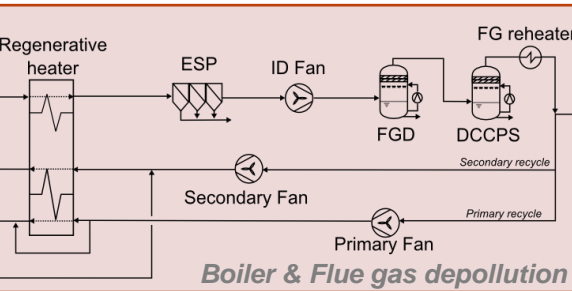 Regenerative
heater
ESP
ID Fan
FG reheater
FGD
DCCPS
Secondary recycle
Secondary Fan
Primary recycle
Primary Fan
Boiler & Flue gas depollution